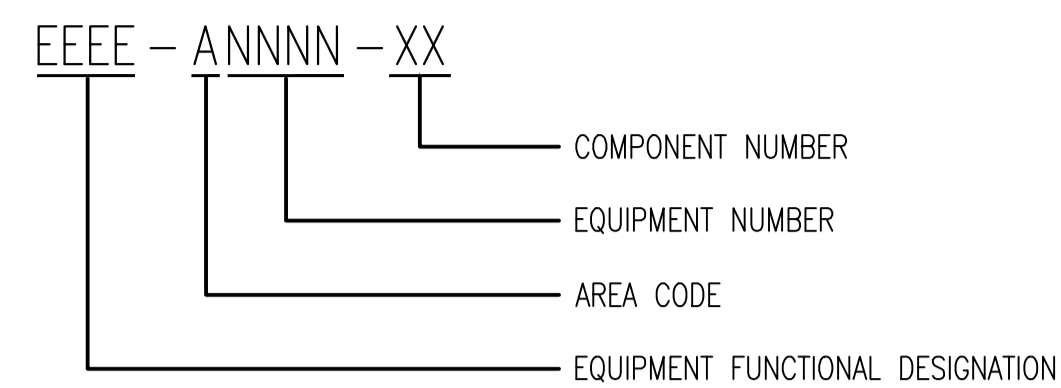 EEEE - ANNNN - XX
COMPONENT NUMBER
EQUIPMENT NUMBER
AREA CODE
EQUIPMENT FUNCTIONAL DESIGNATION